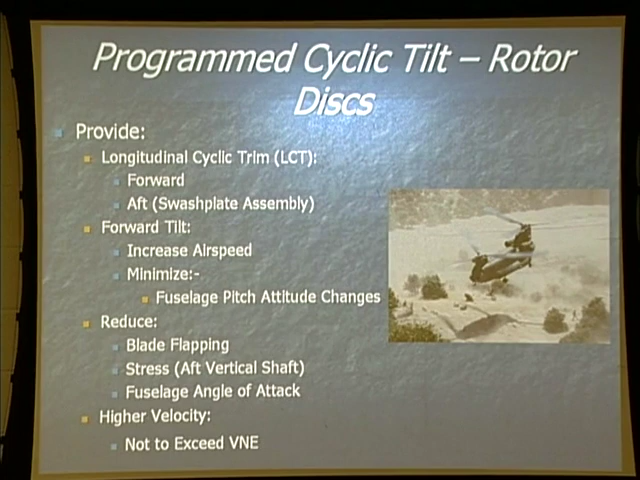 Programmed Cyclic Tilt – Rotor
Discs
Provide:
Longitudinal Cyclic Trim (LCT):
Forward
Aft (Swashplate Assembly)
Forward Tilt:
Increase Airspeed
Minimize:-
Fuselage Pitch Attitude Changes
Reduce:
Blade Flapping
Stress (Aft Vertical Shaft)
Fuselage Angle of Attack
Higher Velocity:
Not to Exceed VNE